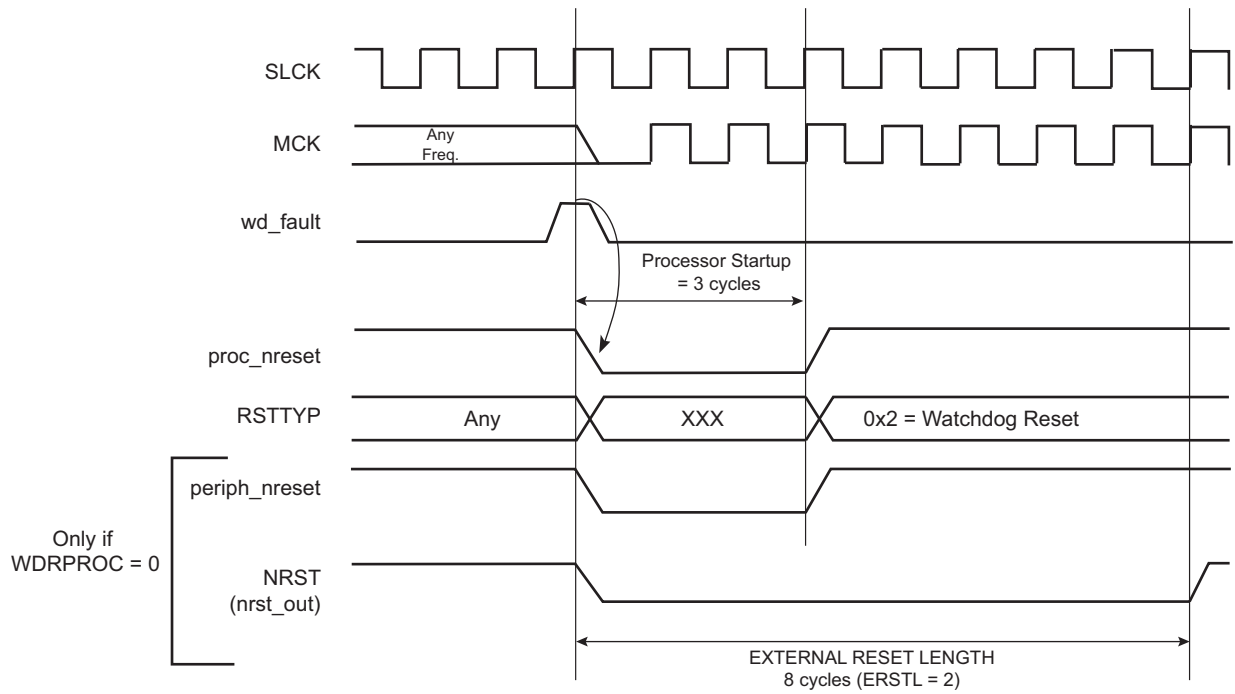 SLCK
MCK
Any
Freq.
wd_fault
Processor Startup
= 3 cycles
proc_nreset
RSTTYP
Any
XXX
0x2 = Watchdog Reset
periph_nreset
Only if
WDRPROC = 0
NRST
(nrst_out)
EXTERNAL RESET LENGTH
8 cycles (ERSTL = 2)